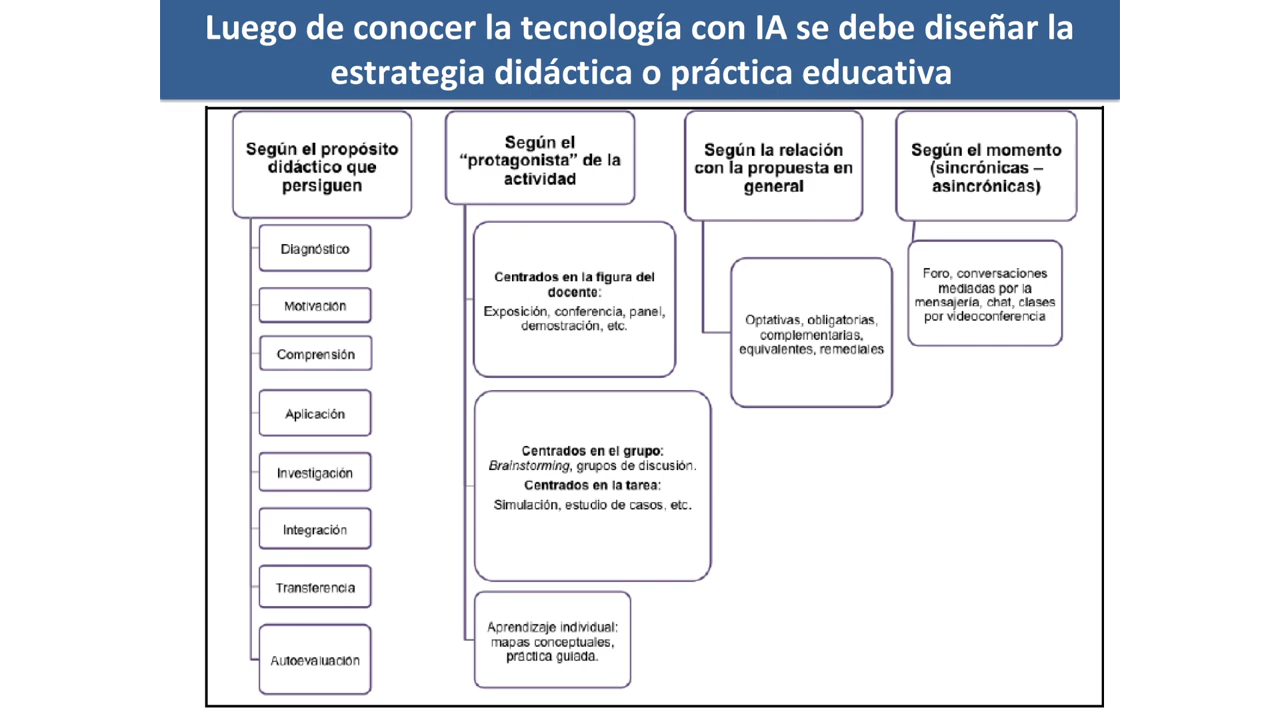 Luego de conocer la tecnología con IA se debe diseñar la
estrategia didáctica o práctica educativa
Según el propósito
didáctico que
persiguen
Diagnóstico
Motivación
Comprensión
Aplicación
Investigación
Integración
Transferencia
Autoevaluación
Según el
“protagonista” de la
actividad
Centrados en la figura del
docente:
Exposición, conferencia, panel,
demostración, etc.
Centrados en el grupo:
Brainstorming, grupos de discusión.
Centrados en la tarea:
Simulación, estudio de casos, etc.
Aprendizaje individual:
mapas conceptuales,
práctica guiada.
Según la relación
con la propuesta en
general
Optativas, obligatorias,
complementarias,
equivalentes, remediales
Según el momento
(sincrónicas –
asincrónicas)
Foro, conversaciones
mediadas por la
mensajería, chat, clases
por videoconferencia